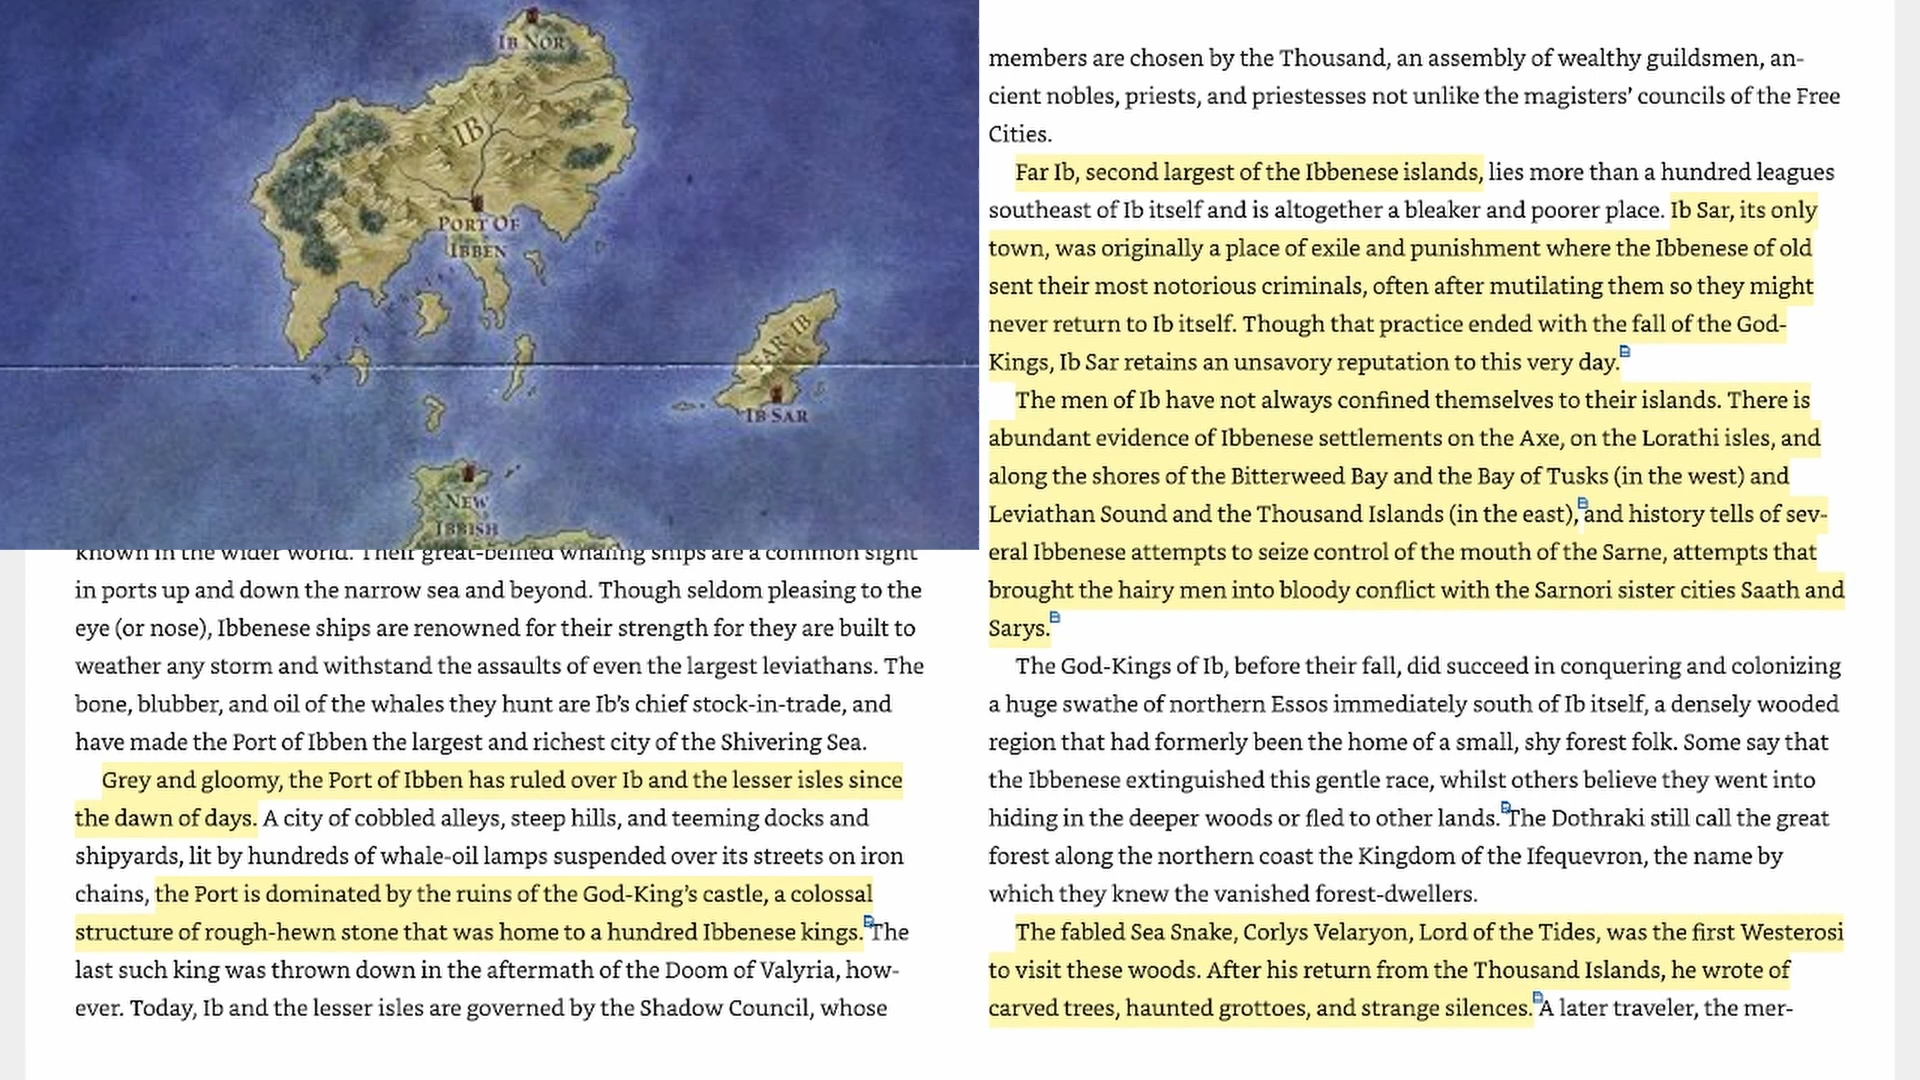 IB NOR
IB
PORT OF
IBBEN
FAR IB
IB SAR
NEW
IBBISH
known in the wider world. Their great-bellied whaling ships are a common sight
in ports up and down the narrow sea and beyond. Though seldom pleasing to the
eye (or nose), Ibbenese ships are renowned for their strength for they are built to
weather any storm and withstand the assaults of even the largest leviathans. The
bone, blubber, and oil of the whales they hunt are Ib’s chief stock-in-trade, and
have made the Port of Ibben the largest and richest city of the Shivering Sea.
Grey and gloomy, the Port of Ibben has ruled over Ib and the lesser isles since
the dawn of days. A city of cobbled alleys, steep hills, and teeming docks and
shipyards, lit by hundreds of whale-oil lamps suspended over its streets on iron
chains, the Port is dominated by the ruins of the God-King’s castle, a colossal
structure of rough-hewn stone that was home to a hundred Ibbenese kings. The
last such king was thrown down in the aftermath of the Doom of Valyria, how-
ever. Today, Ib and the lesser isles are governed by the Shadow Council, whose
members are chosen by the Thousand, an assembly of wealthy guildsmen, an-
cient nobles, priests, and priestesses not unlike the magisters’ councils of the Free
Cities.
Far Ib, second largest of the Ibbenese islands, lies more than a hundred leagues
southeast of Ib itself and is altogether a bleaker and poorer place. Ib Sar, its only
town, was originally a place of exile and punishment where the Ibbenese of old
sent their most notorious criminals, often after mutilating them so they might
never return to Ib itself. Though that practice ended with the fall of the God-
Kings, Ib Sar retains an unsavory reputation to this very day.
The men of Ib have not always confined themselves to their islands. There is
abundant evidence of Ibbenese settlements on the Axe, on the Lorathi isles, and
along the shores of the Bitterweed Bay and the Bay of Tusks (in the west) and
Leviathan Sound and the Thousand Islands (in the east), and history tells of sev-
eral Ibbenese attempts to seize control of the mouth of the Sarne, attempts that
brought the hairy men into bloody conflict with the Sarnori sister cities Saath and
Sarys.
The God-Kings of Ib, before their fall, did succeed in conquering and colonizing
a huge swathe of northern Essos immediately south of Ib itself, a densely wooded
region that had formerly been the home of a small, shy forest folk. Some say that
the Ibbenese extinguished this gentle race, whilst others believe they went into
hiding in the deeper woods or fled to other lands. The Dothraki still call the great
forest along the northern coast the Kingdom of the Ifequevron, the name by
which they knew the vanished forest-dwellers.
The fabled Sea Snake, Corlys Velaryon, Lord of the Tides, was the first Westerosi
to visit these woods. After his return from the Thousand Islands, he wrote of
carved trees, haunted grottoes, and strange silences. A later traveler, the mer-